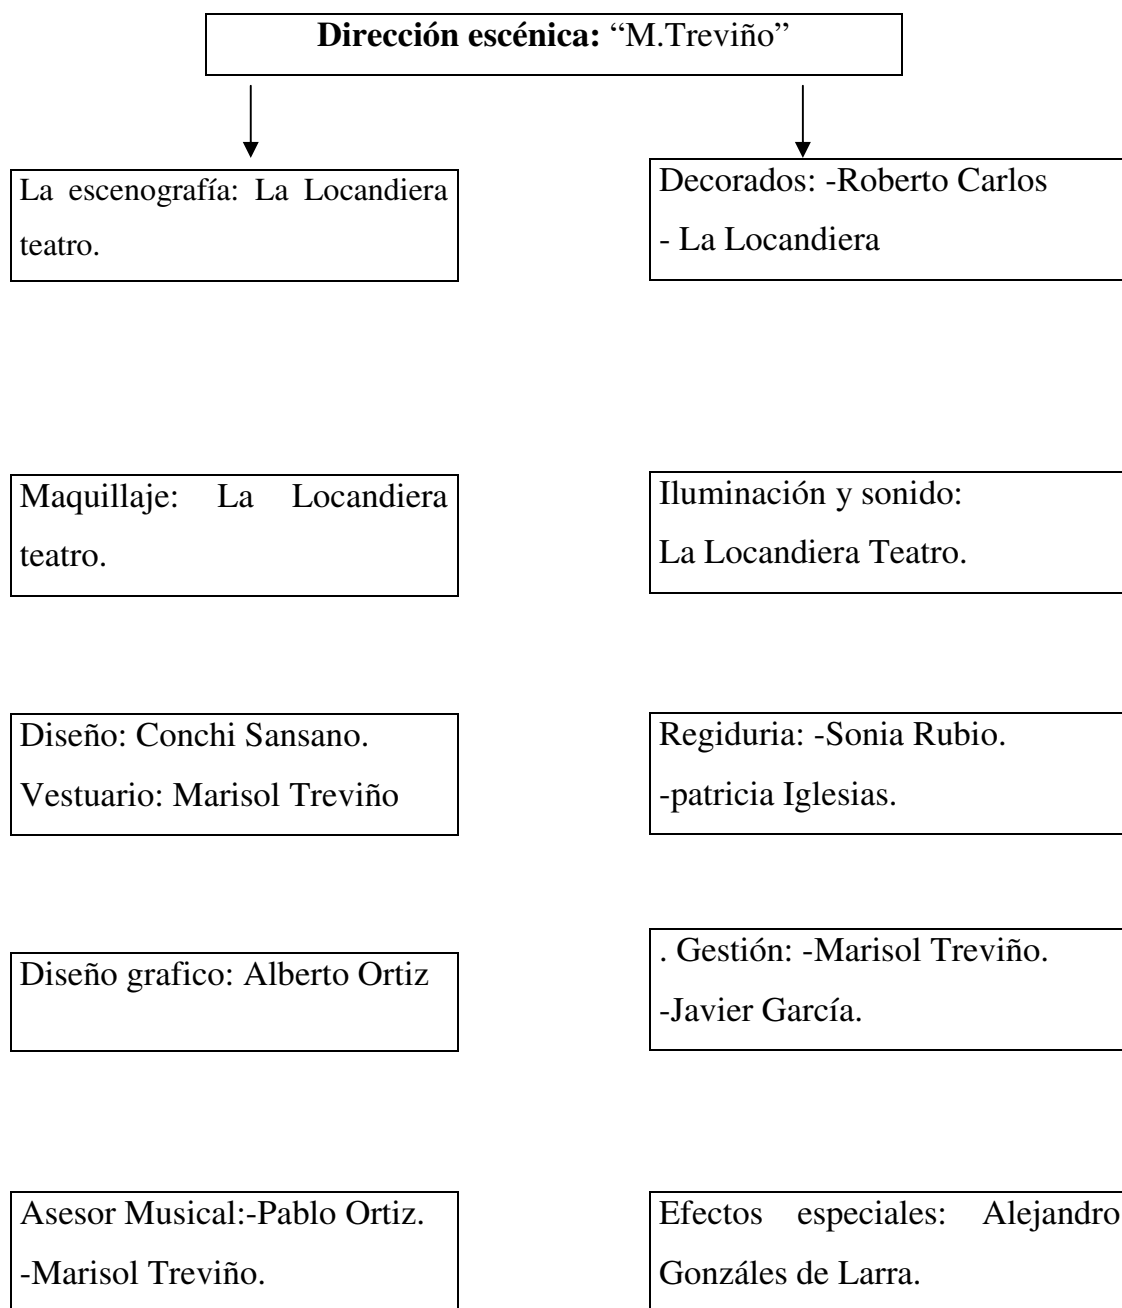 Dirección escénica: “M.Treviño”
La escenografía: La Locandiera
teatro.
Decorados: -Roberto Carlos
- La Locandiera
Maquillaje: La Locandiera
teatro.
Iluminación y sonido:
La Locandiera Teatro.
Diseño: Conchi Sansano.
Vestuario: Marisol Treviño
Regiduria: -Sonia Rubio.
-patricia Iglesias.
Diseño grafico: Alberto Ortiz
. Gestión: -Marisol Treviño.
-Javier García.
Asesor Musical:-Pablo Ortiz.
-Marisol Treviño.
Efectos especiales: Alejandro
Gonzáles de Larra.